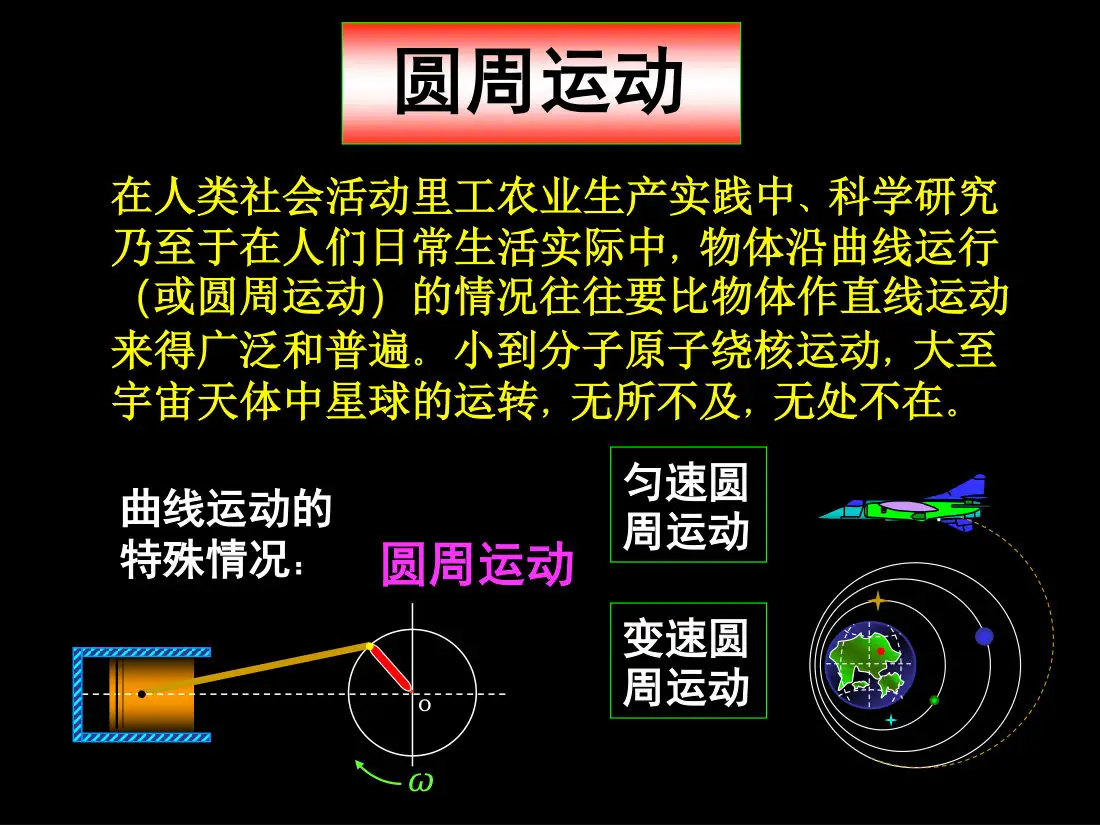 圆周运动
在人类社会活动里工农业生产实践中、科学研究
乃至于在人们日常生活实际中，物体沿曲线运行
（或圆周运动）的情况往往要比物体作直线运动
来得广泛和普遍。小到分子原子绕核运动，大至
宇宙天体中星球的运转，无所不及，无处不在。
曲线运动的
特殊情况：
圆周运动
匀速圆
周运动
变速圆
周运动
o
ω